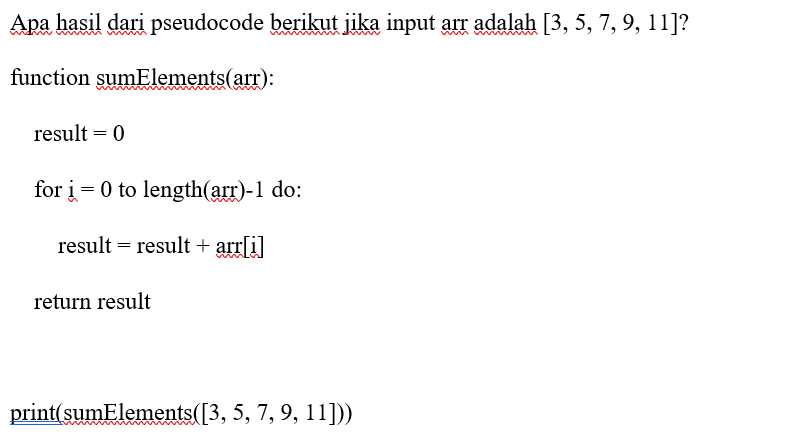 Apa hasil dari pseudocode berikut jika input arr adalah [3, 5, 7, 9, 11]?
function sumElements(arr):
result = 0
for i = 0 to length(arr)-1 do:
result = result + arr[i]
return result
print(sumElements([3, 5, 7, 9, 11]))